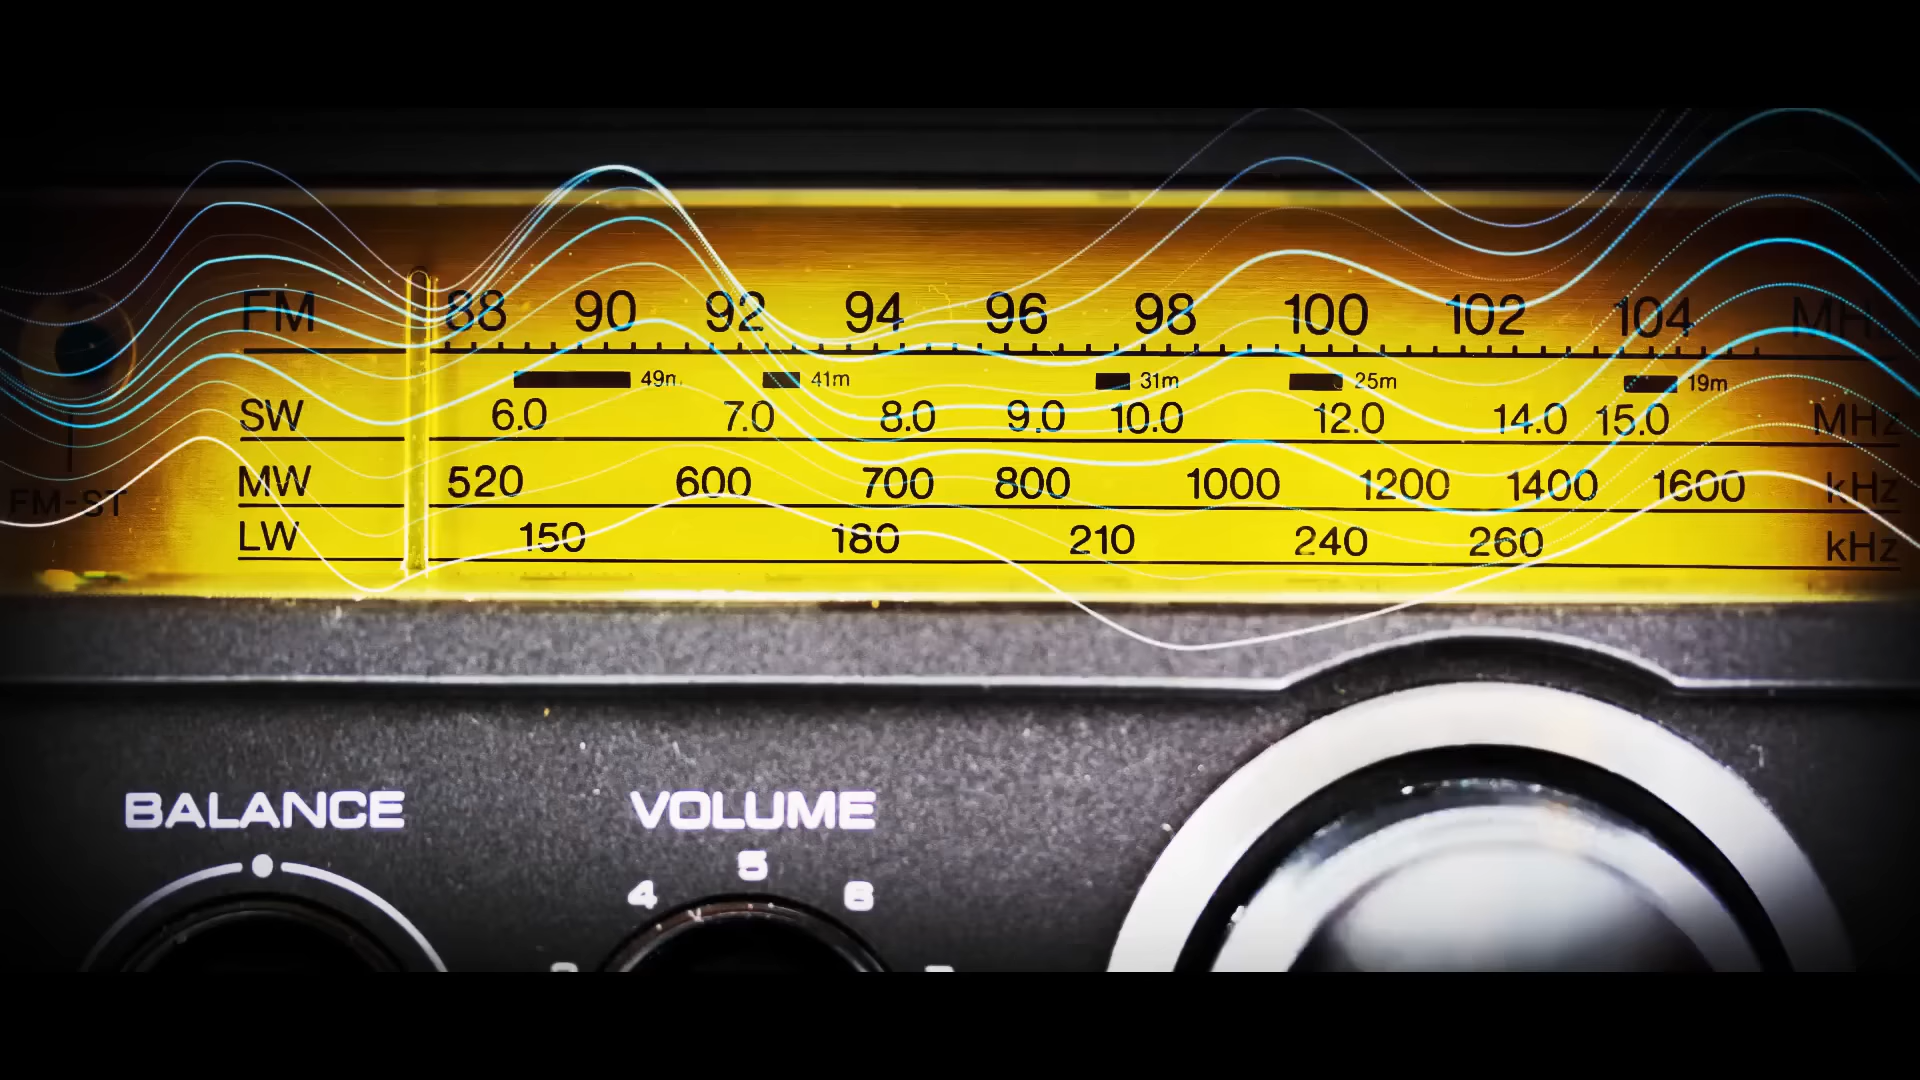 FM 88 90 92 94 96 98 100 102 104 MHz
49m 41m 31m 25m 19m
SW 6.0 7.0 8.0 9.0 10.0 12.0 14.0 15.0 MHz
MW 520 600 700 800 1000 1200 1400 1600 kHz
FM-ST
LW 150 180 210 240 260 kHz
BALANCE VOLUME
5
4 6